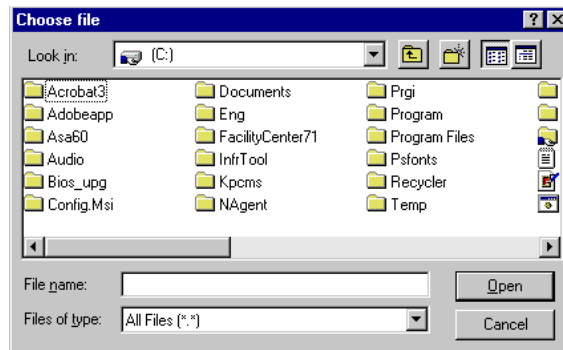 Choose file
Look in: (C:)
Acrobat3 Documents Prgi
Adobeapp Eng Program
Asa60 FacilityCenter71 Program Files
Audio InfrTool Psfonts
Bios_upg Kpcms Recycler
Config.Msi NAgent Temp
File name: Open
Files of type: All Files (*.*) Cancel